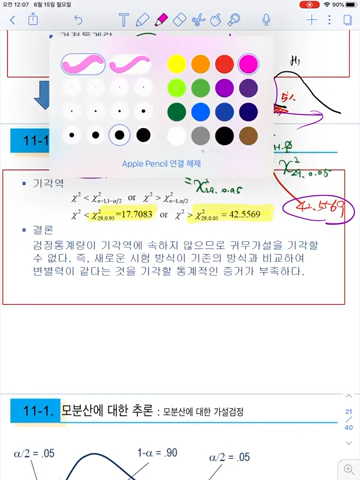 오전 12:07 6월 15일 월요일
90%
검정통계량
H₁
5%
Apple Pencil 연결 해제
11-1
= χ²₂₉, ₀.₉₅
χ²₂₉, ₀.₀₅
42.5569
기각역
χ² < χ²n-1,1-α/2 or χ² > χ²n-1,α/2
χ² < χ²29,0.95 =17.7083 or χ² > χ²29,0.05 = 42.5569
결론
검정통계량이 기각역에 속하지 않으므로 귀무가설을 기각할
수 없다. 즉, 새로운 시험 방식이 기존의 방식과 비교하여
변별력이 같다는 것을 기각할 통계적인 증거가 부족하다.
21
40
11-1. 모분산에 대한 추론 : 모분산에 대한 가설검정
α/2 = .05
1-α = .90
α/2 = .05